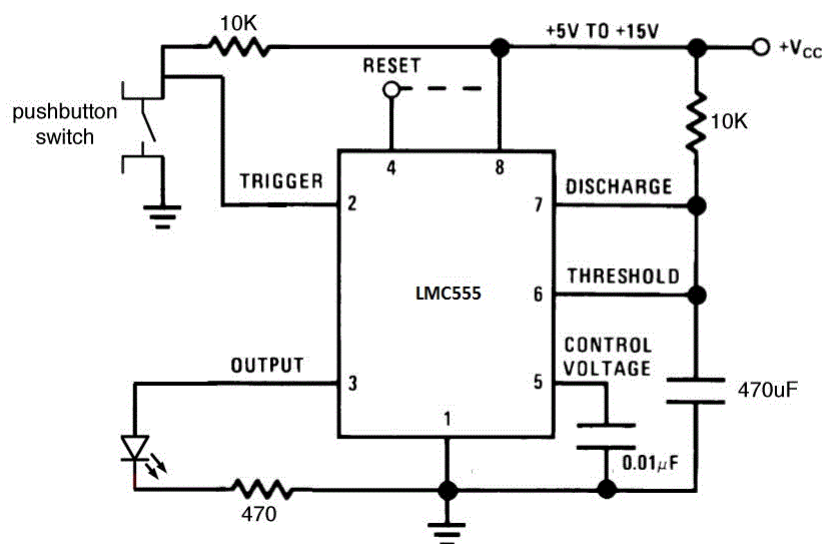 10K
+5V TO +15V
+VCC
RESET
pushbutton
switch
10K
4
8
TRIGGER
2
7
DISCHARGE
LMC555
6
THRESHOLD
OUTPUT
3
5
CONTROL
VOLTAGE
470uF
1
0.01μF
470